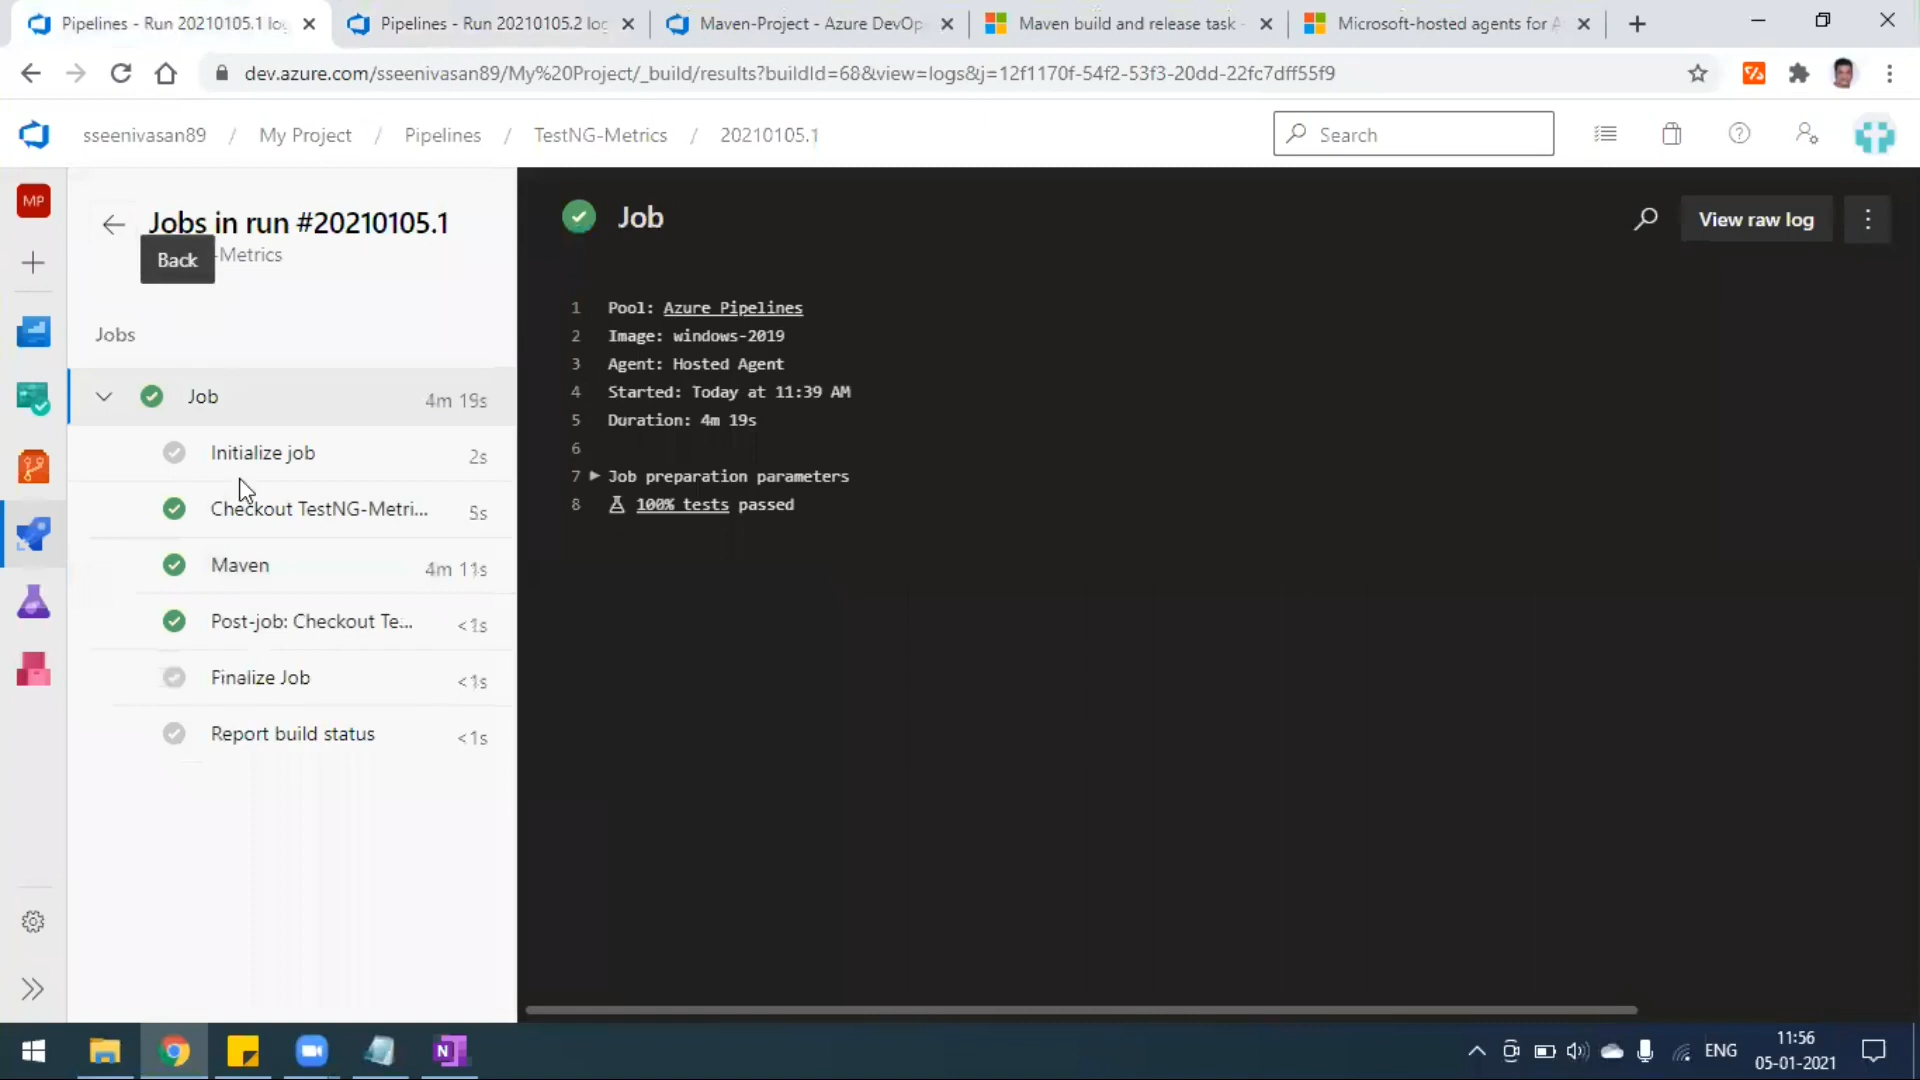 Pipelines - Run 20210105.1 log
Pipelines - Run 20210105.2 log
Maven-Project - Azure DevOp
Maven build and release task -
Microsoft-hosted agents for A
dev.azure.com/sseenivasan89/My%20Project/_build/results?buildId=68&view=logs&j=12f1170f-54f2-53f3-20dd-22fc7dff55f9
sseenivasan89 / My Project / Pipelines / TestNG-Metrics / 20210105.1
Search
MP
Jobs in run #20210105.1
-Metrics
Back
Jobs
Job 4m 19s
Initialize job 2s
Checkout TestNG-Metri... 5s
Maven 4m 11s
Post-job: Checkout Te... <1s
Finalize Job <1s
Report build status <1s
Job
View raw log
1 Pool: Azure Pipelines
2 Image: windows-2019
3 Agent: Hosted Agent
4 Started: Today at 11:39 AM
5 Duration: 4m 19s
6
7 Job preparation parameters
8 100% tests passed
N
ENG
11:56
05-01-2021